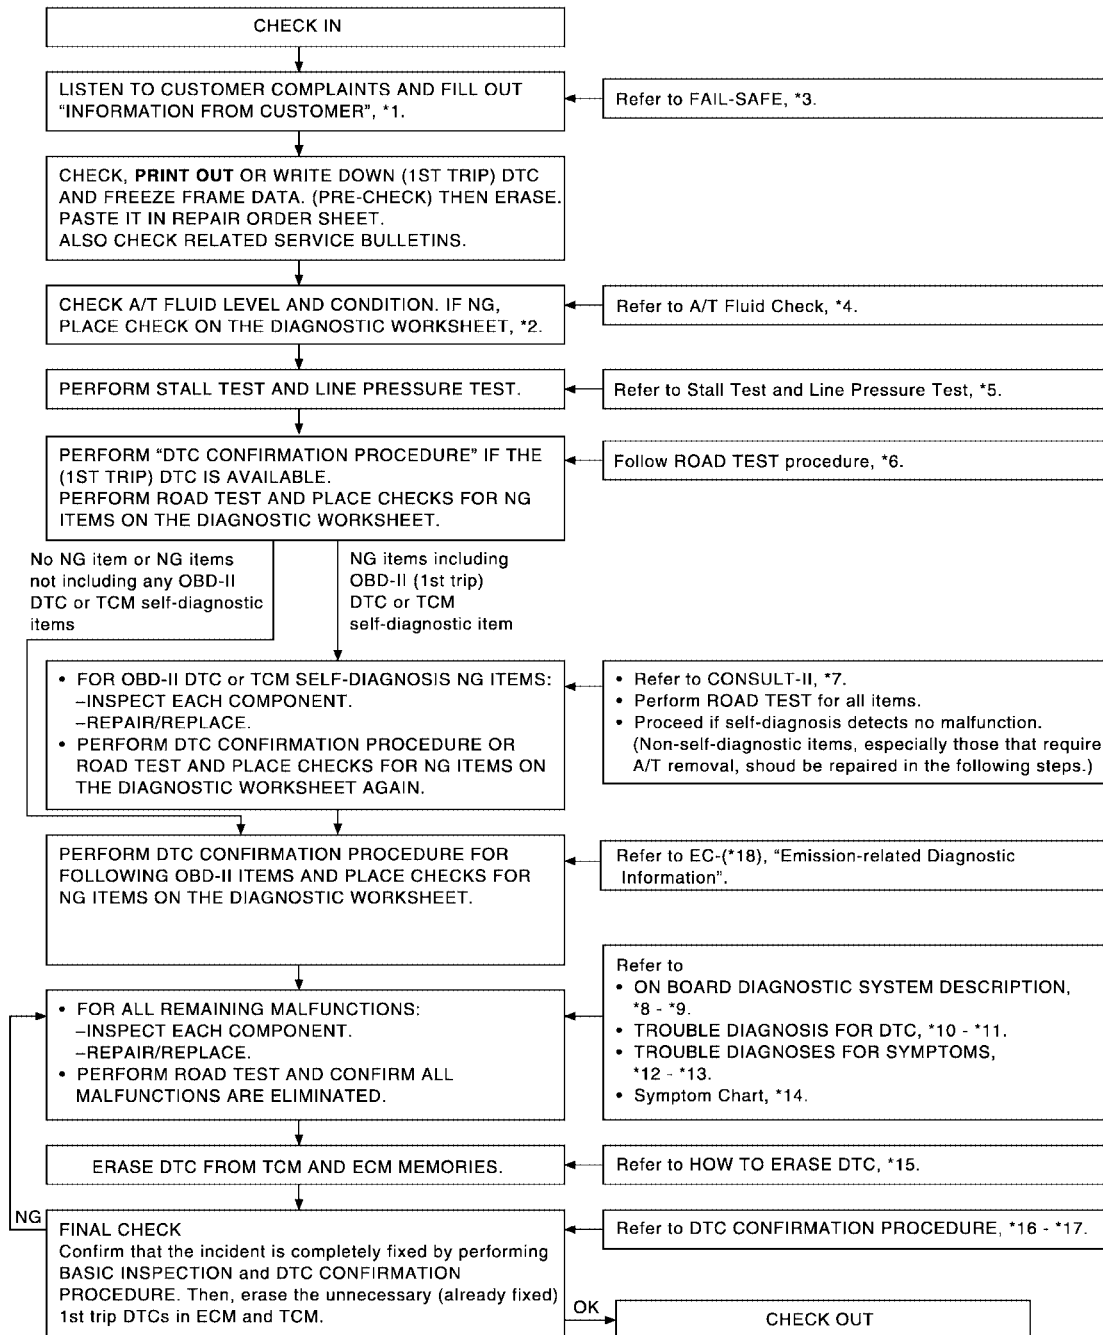 CHECK IN
LISTEN TO CUSTOMER COMPLAINTS AND FILL OUT
“INFORMATION FROM CUSTOMER”, *1.
Refer to FAIL-SAFE, *3.
CHECK, PRINT OUT OR WRITE DOWN (1ST TRIP) DTC
AND FREEZE FRAME DATA. (PRE-CHECK) THEN ERASE.
PASTE IT IN REPAIR ORDER SHEET.
ALSO CHECK RELATED SERVICE BULLETINS.
CHECK A/T FLUID LEVEL AND CONDITION. IF NG,
PLACE CHECK ON THE DIAGNOSTIC WORKSHEET, *2.
Refer to A/T Fluid Check, *4.
PERFORM STALL TEST AND LINE PRESSURE TEST.
Refer to Stall Test and Line Pressure Test, *5.
PERFORM “DTC CONFIRMATION PROCEDURE” IF THE
(1ST TRIP) DTC IS AVAILABLE.
PERFORM ROAD TEST AND PLACE CHECKS FOR NG
ITEMS ON THE DIAGNOSTIC WORKSHEET.
Follow ROAD TEST procedure, *6.
No NG item or NG items
not including any OBD-II
DTC or TCM self-diagnostic
items
NG items including
OBD-II (1st trip)
DTC or TCM
self-diagnostic item
• FOR OBD-II DTC or TCM SELF-DIAGNOSIS NG ITEMS:
–INSPECT EACH COMPONENT.
–REPAIR/REPLACE.
• PERFORM DTC CONFIRMATION PROCEDURE OR
ROAD TEST AND PLACE CHECKS FOR NG ITEMS ON
THE DIAGNOSTIC WORKSHEET AGAIN.
• Refer to CONSULT-II, *7.
• Perform ROAD TEST for all items.
• Proceed if self-diagnosis detects no malfunction.
(Non-self-diagnostic items, especially those that require
A/T removal, shoud be repaired in the following steps.)
PERFORM DTC CONFIRMATION PROCEDURE FOR
FOLLOWING OBD-II ITEMS AND PLACE CHECKS FOR
NG ITEMS ON THE DIAGNOSTIC WORKSHEET.
Refer to EC-(*18), “Emission-related Diagnostic
Information”.
• FOR ALL REMAINING MALFUNCTIONS:
–INSPECT EACH COMPONENT.
–REPAIR/REPLACE.
• PERFORM ROAD TEST AND CONFIRM ALL
MALFUNCTIONS ARE ELIMINATED.
Refer to
• ON BOARD DIAGNOSTIC SYSTEM DESCRIPTION,
*8 - *9.
• TROUBLE DIAGNOSIS FOR DTC, *10 - *11.
• TROUBLE DIAGNOSES FOR SYMPTOMS,
*12 - *13.
• Symptom Chart, *14.
ERASE DTC FROM TCM AND ECM MEMORIES.
Refer to HOW TO ERASE DTC, *15.
NG
FINAL CHECK
Confirm that the incident is completely fixed by performing
BASIC INSPECTION and DTC CONFIRMATION
PROCEDURE. Then, erase the unnecessary (already fixed)
1st trip DTCs in ECM and TCM.
Refer to DTC CONFIRMATION PROCEDURE, *16 - *17.
OK
CHECK OUT